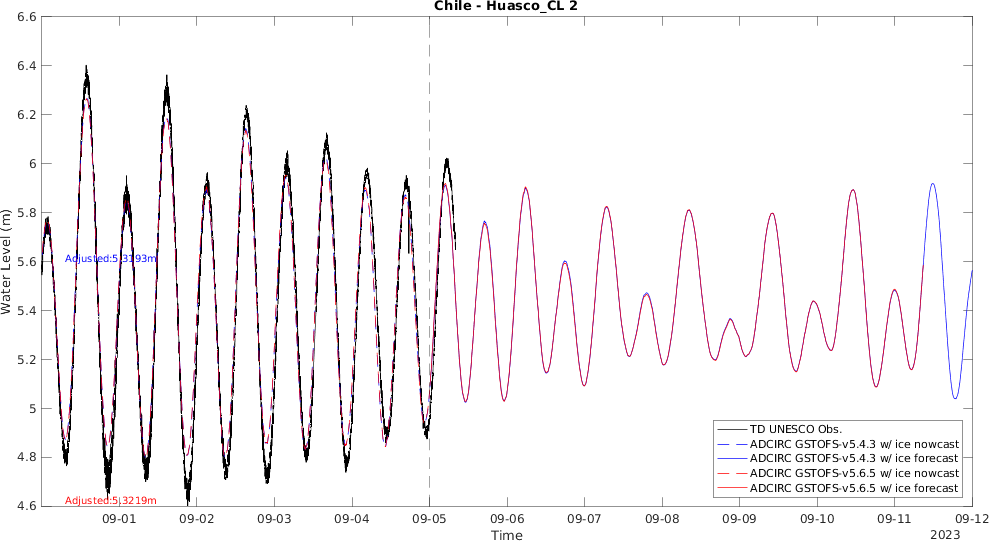 Chile - Huasco_CL 2
6.6
6.4
6.2
6
5.8
5.6
5.4
5.2
5
4.8
4.6
Water Level (m)
Adjusted:5.3193m
Adjusted:5.3219m
TD UNESCO Obs.
ADCIRC GSTOFS-v5.4.3 w/ ice nowcast
ADCIRC GSTOFS-v5.4.3 w/ ice forecast
ADCIRC GSTOFS-v5.6.5 w/ ice nowcast
ADCIRC GSTOFS-v5.6.5 w/ ice forecast
09-01 09-02 09-03 09-04 09-05 09-06 09-07 09-08 09-09 09-10 09-11 09-12
Time
2023